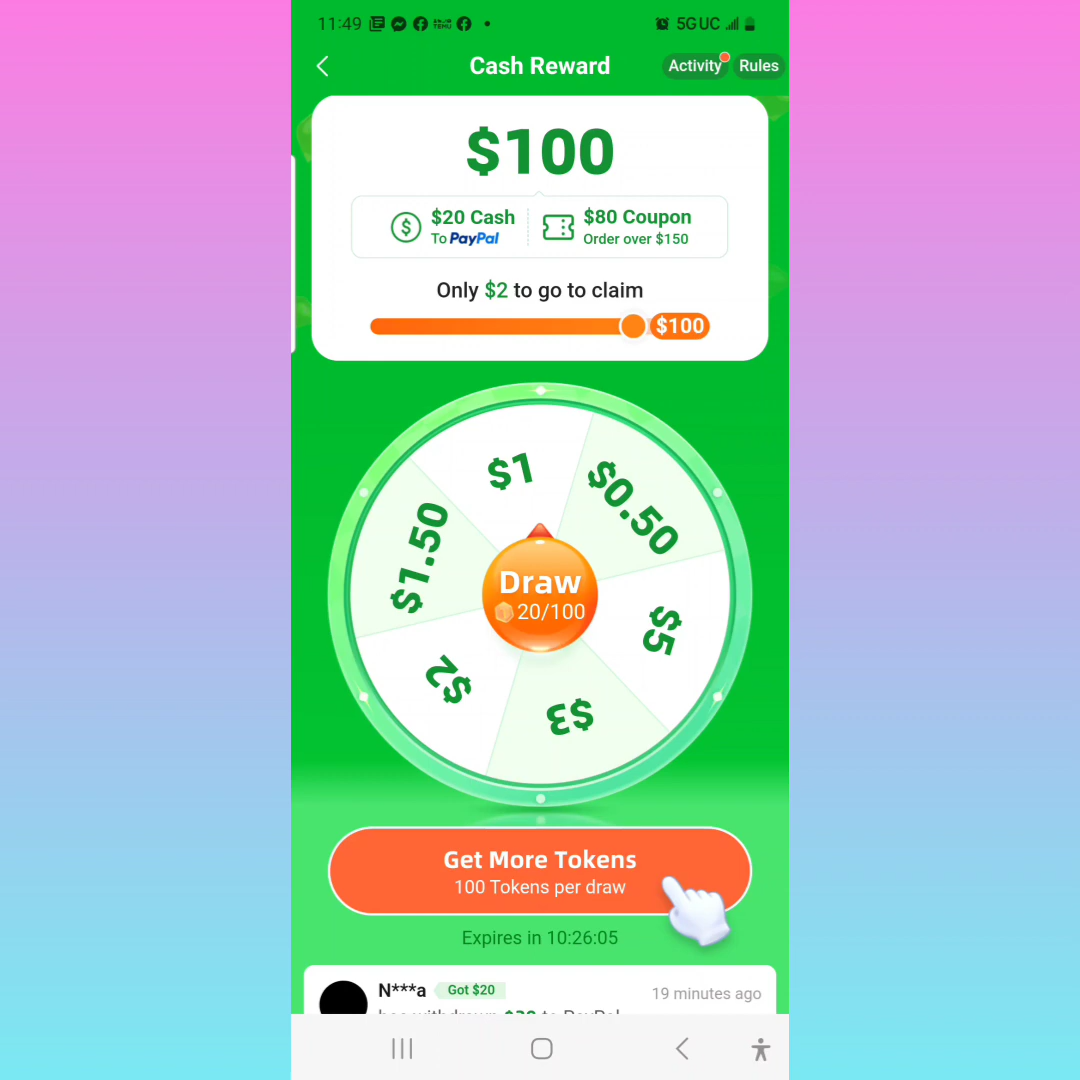 11:49
5G UC
Cash Reward
Activity
Rules
$100
$20 Cash
To PayPal
$80 Coupon
Order over $150
Only $2 to go to claim
$100
$1
$0.50
$1.50
Draw
20/100
$5
$2
$3
Get More Tokens
100 Tokens per draw
Expires in 10:26:05
N***a
Got $20
19 minutes ago